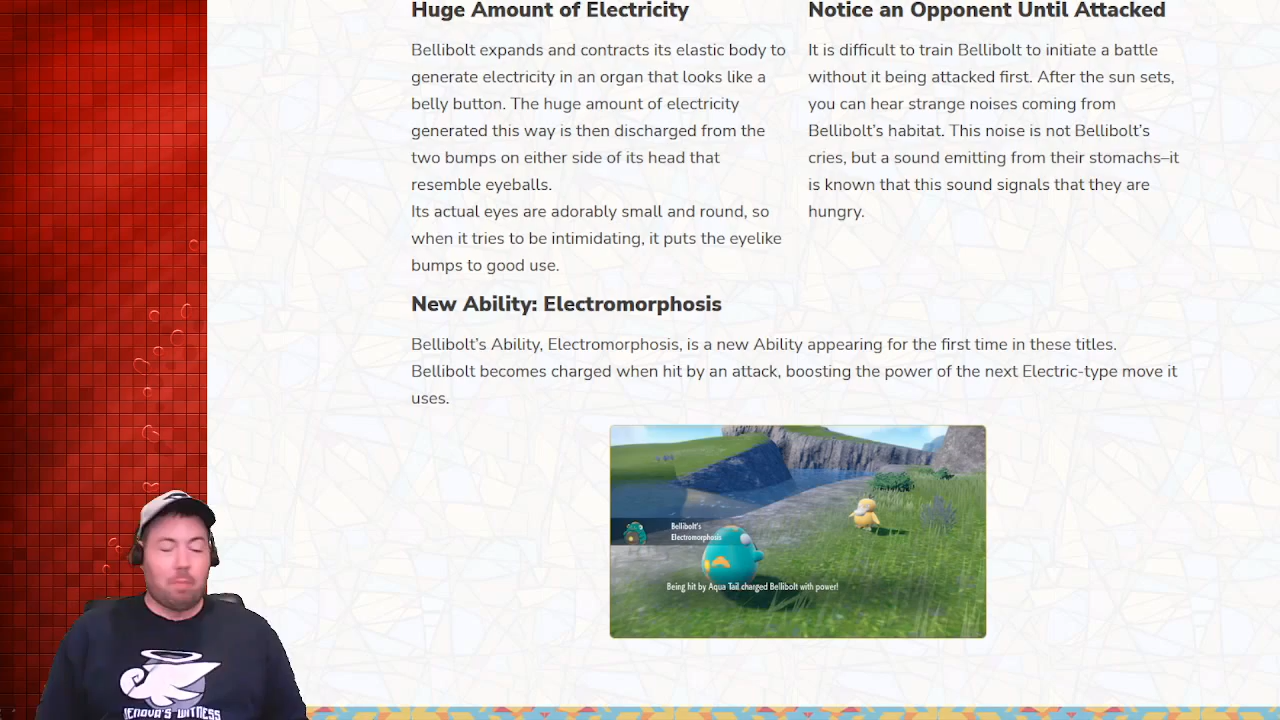 Huge Amount of Electricity
Bellibolt expands and contracts its elastic body to
generate electricity in an organ that looks like a
belly button. The huge amount of electricity
generated this way is then discharged from the
two bumps on either side of its head that
resemble eyeballs.
Its actual eyes are adorably small and round, so
when it tries to be intimidating, it puts the eyelike
bumps to good use.
Notice an Opponent Until Attacked
It is difficult to train Bellibolt to initiate a battle
without it being attacked first. After the sun sets,
you can hear strange noises coming from
Bellibolt’s habitat. This noise is not Bellibolt’s
cries, but a sound emitting from their stomachs–it
is known that this sound signals that they are
hungry.
New Ability: Electromorphosis
Bellibolt’s Ability, Electromorphosis, is a new Ability appearing for the first time in these titles.
Bellibolt becomes charged when hit by an attack, boosting the power of the next Electric-type move it
uses.
Bellibolt's
Electromorphosis
Being hit by Aqua Tail charged Bellibolt with power!
JENOVA'S WITNESS